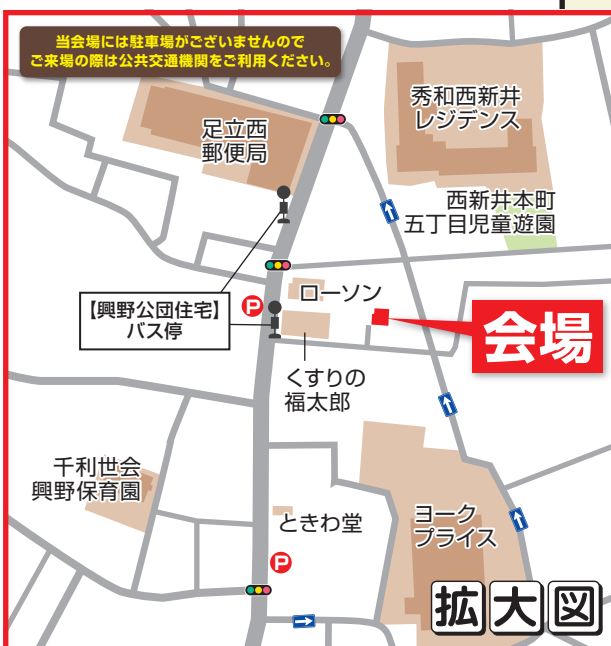 当会場には駐車場がございませんので
ご来場の際は公共交通機関をご利用ください。
秀和西新井
レジデンス
足立西
郵便局
西新井本町
五丁目児童遊園
【興野公団住宅】
バス停
P
ローソン
会場
くすりの
福太郎
千利世会
興野保育園
ときわ堂
ヨーク
プライス
P
拡大図